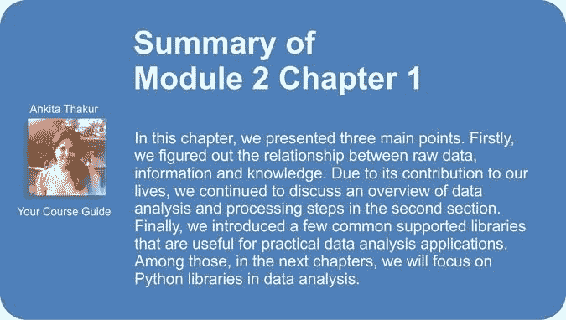 Summary of
Module 2 Chapter 1
Ankita Thakur
Your Course Guide
In this chapter, we presented three main points. Firstly,
we figured out the relationship between raw data,
information and knowledge. Due to its contribution to our
lives, we continued to discuss an overview of data
analysis and processing steps in the second section.
Finally, we introduced a few common supported libraries
that are useful for practical data analysis applications.
Among those, in the next chapters, we will focus on
Python libraries in data analysis.